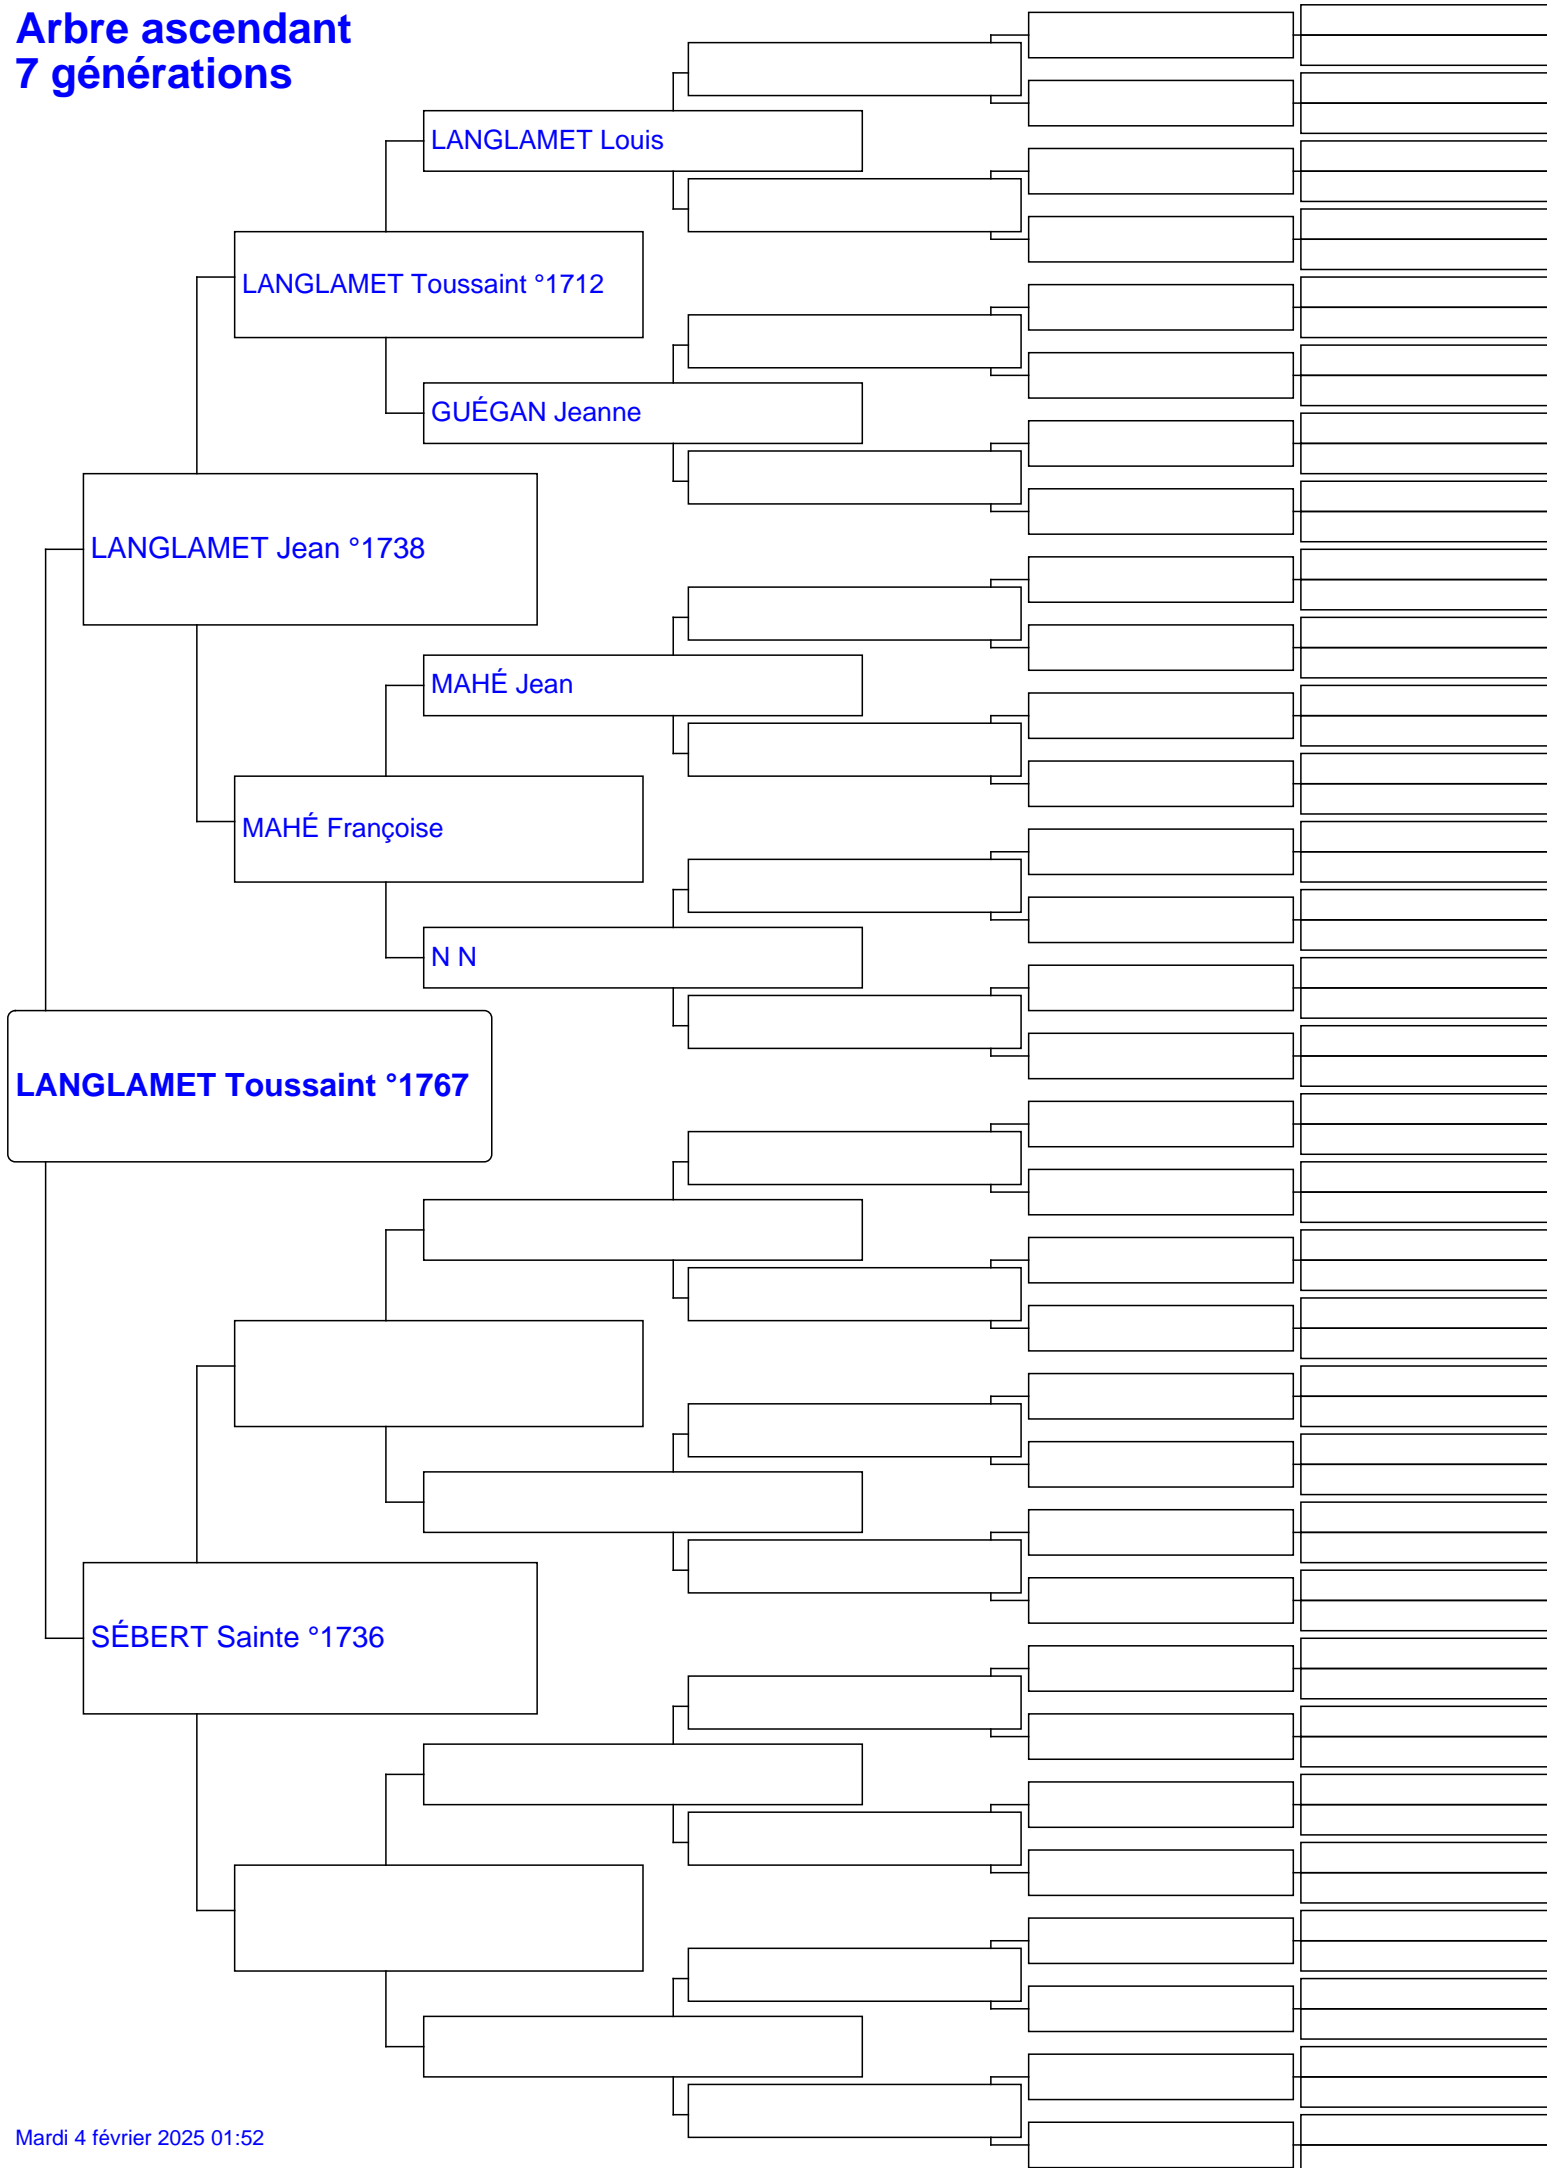 Arbre ascendant
7 générations
LANGLAMET Louis
LANGLAMET Toussaint °1712
GUÉGAN Jeanne
LANGLAMET Jean °1738
MAHÉ Jean
MAHÉ Françoise
N N
LANGLAMET Toussaint °1767
SÉBERT Sainte °1736
Mardi 4 février 2025 01:52